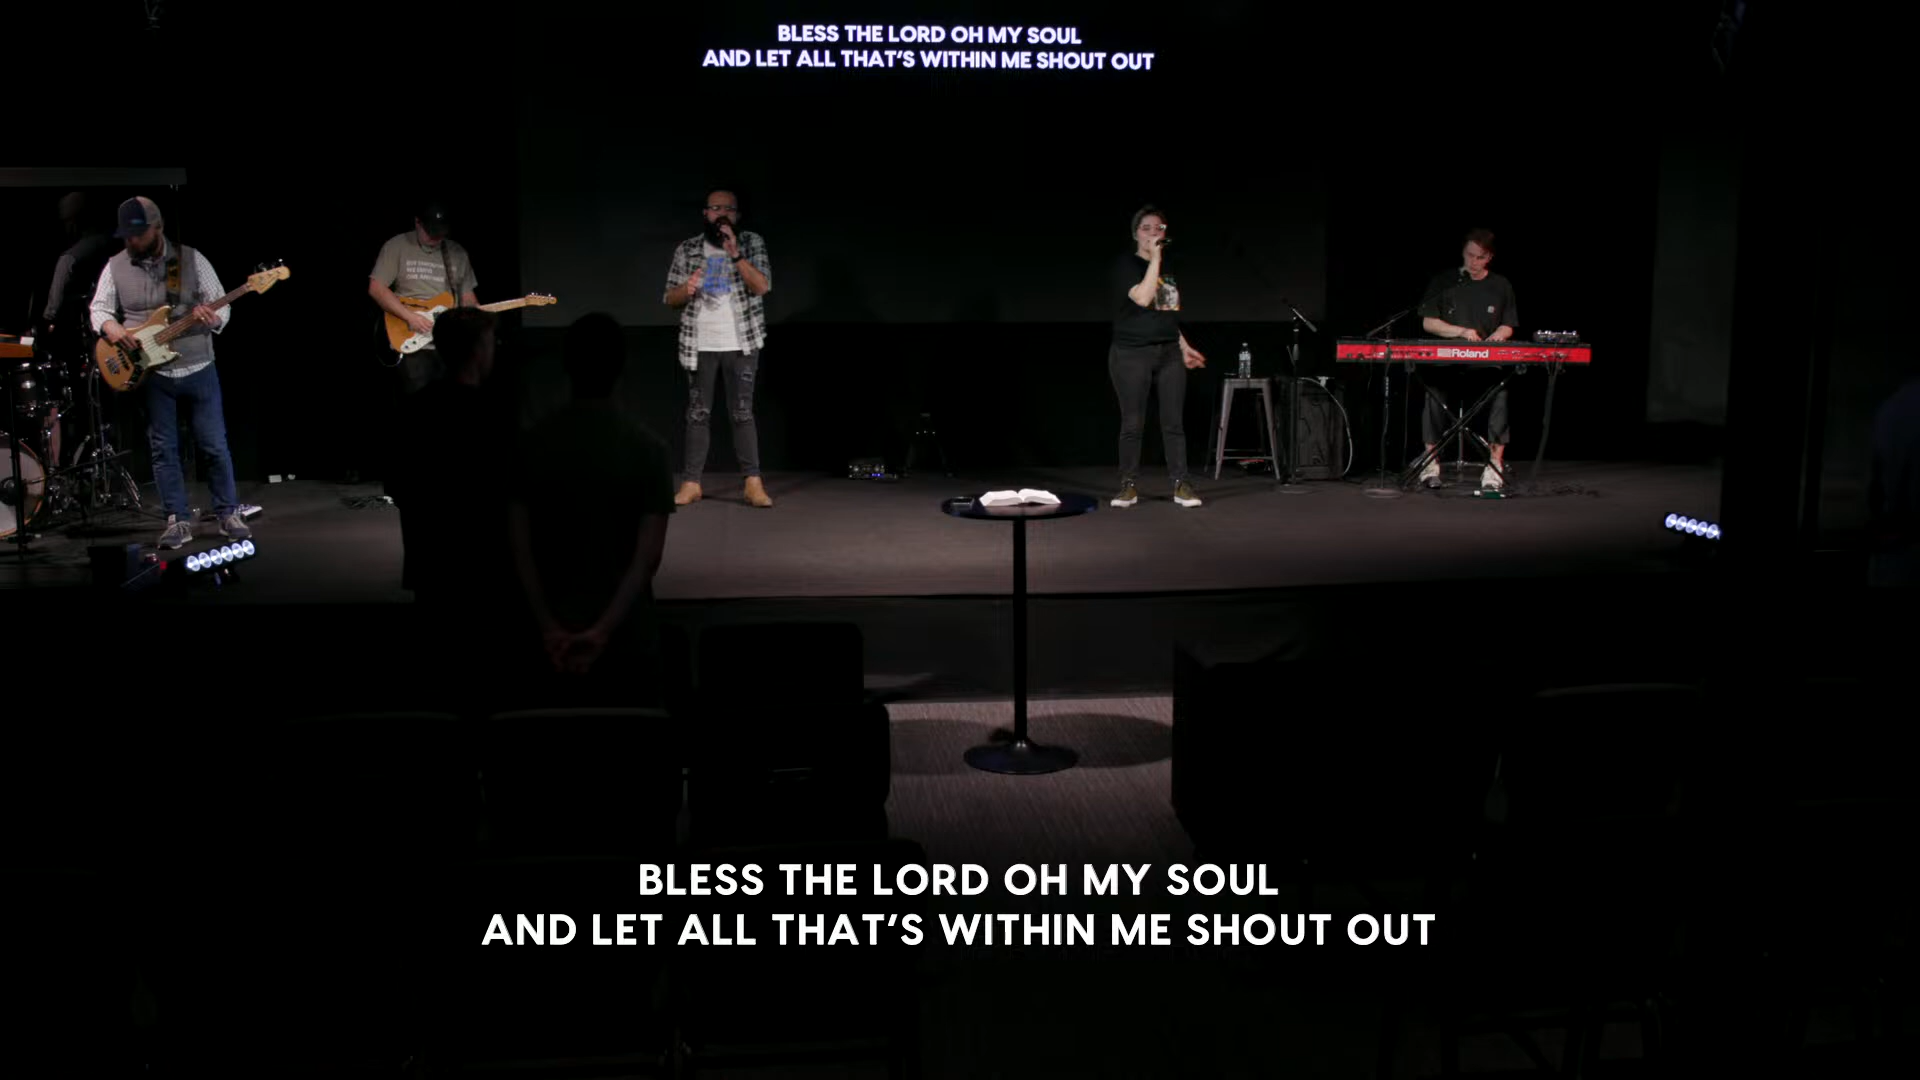 BLESS THE LORD OH MY SOUL
AND LET ALL THAT'S WITHIN ME SHOUT OUT
Roland
BLESS THE LORD OH MY SOUL
AND LET ALL THAT'S WITHIN ME SHOUT OUT